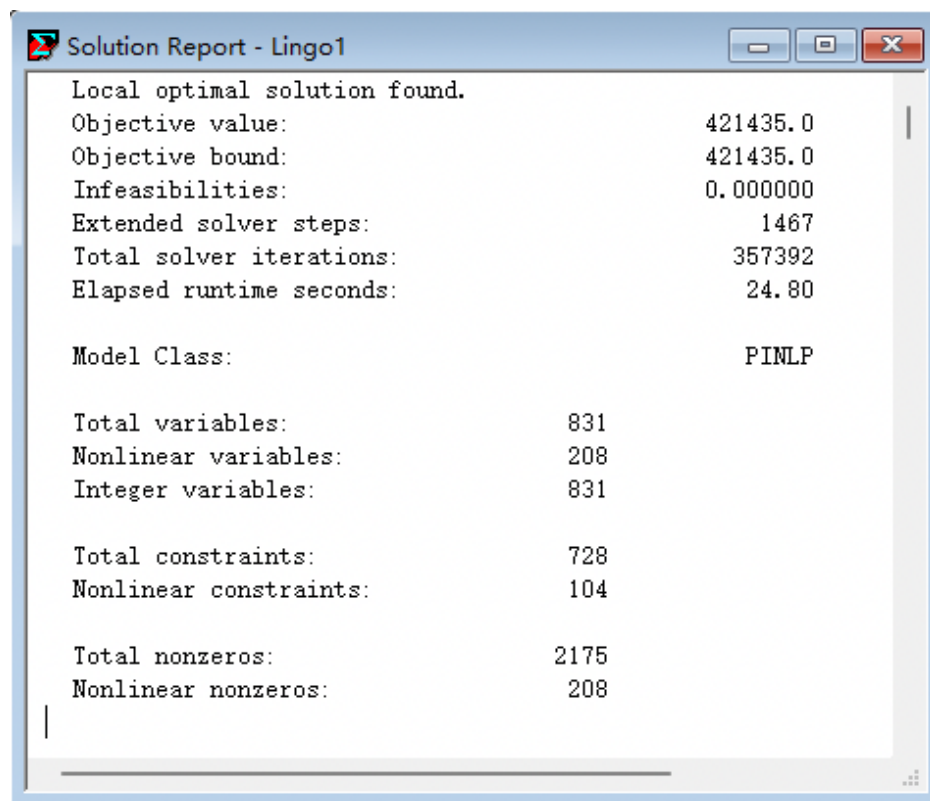 Solution Report - Lingo1
Local optimal solution found.
Objective value: 421435.0
Objective bound: 421435.0
Infeasibilities: 0.000000
Extended solver steps: 1467
Total solver iterations: 357392
Elapsed runtime seconds: 24.80
Model Class: PINLP
Total variables: 831
Nonlinear variables: 208
Integer variables: 831
Total constraints: 728
Nonlinear constraints: 104
Total nonzeros: 2175
Nonlinear nonzeros: 208